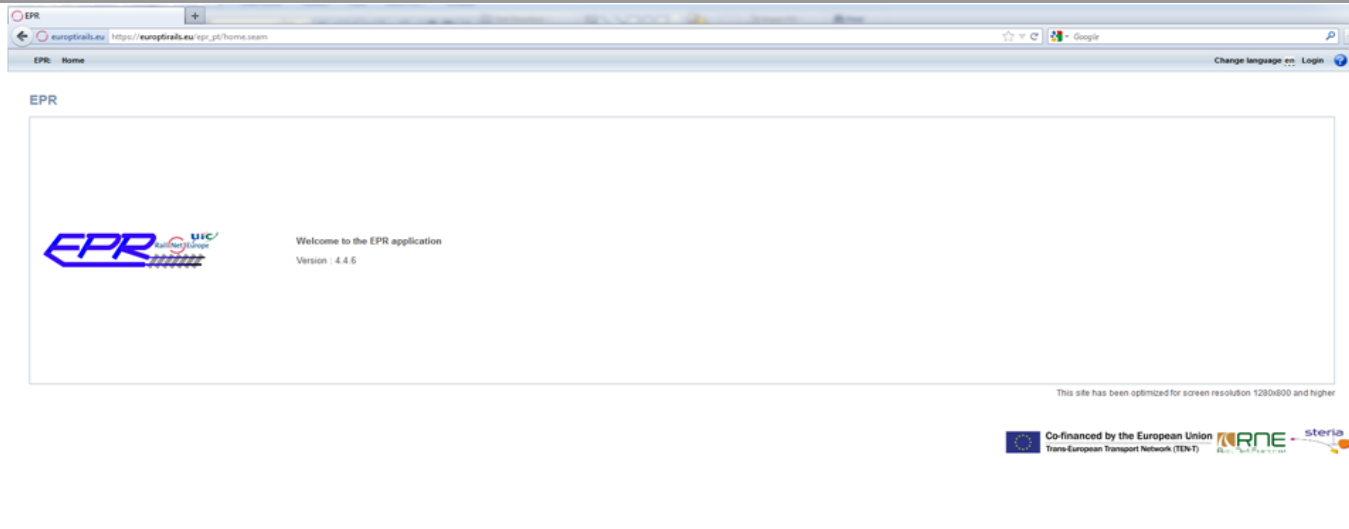 EPR
+
europtirails.eu https://europtirails.eu/epr_pt/home.seam
Google
EPR: Home
Change language en Login ?
EPR
EPR
uic
RailNetEurope
Welcome to the EPR application
Version : 4.4.6
This site has been optimized for screen resolution 1280x800 and higher
Co-financed by the European Union
Trans-European Transport Network (TEN-T)
RNE
steria